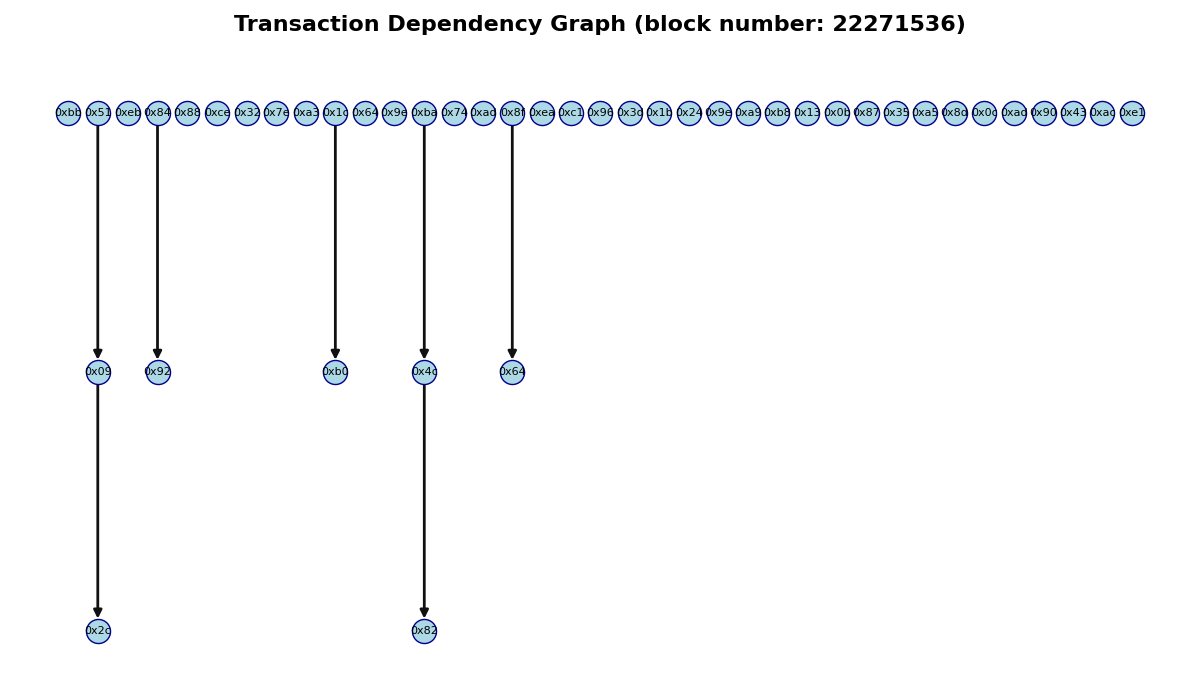 Transaction Dependency Graph (block number: 22271536)
0xbb 0x51 0xeb 0x84 0x88 0xce 0x32 0x7e 0xa3 0x1c 0x64 0x9e 0xba 0x74 0xad 0x8f 0xea 0xc1 0x96 0x3d 0x1b 0x24 0x9e 0xa9 0xb8 0x13 0x0b 0x87 0x35 0xa5 0x8d 0x0c 0xad 0x90 0x43 0xac 0xe1
0x09 0x92 0xb0 0x4c 0x64
0x2c 0x82